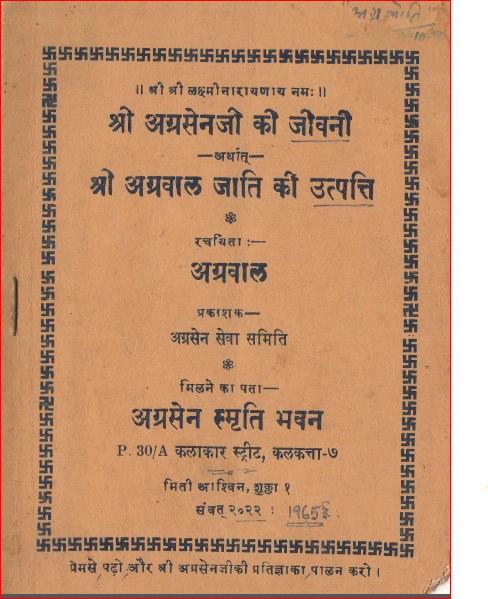 "अग्रज्योति"
॥ श्री श्री लक्ष्मीनारायणाय नमः ॥
श्री अग्रसेनजी की जीवनी
—अर्थात्—
श्री अग्रवाल जाति की उत्पत्ति
रचयिता :—
अग्रवाल
प्रकाशक—
अग्रसेन सेवा समिति
मिलने का पता—
अग्रसेन स्मृति भवन
P. 30/A कलाकार स्ट्रीट, कलकत्ता-७
मिती आश्विन, शुक्ला १
संवत् २०२२ : 1965ई.
प्रेमसे पढ़ो और श्री अग्रसेनजीकी प्रतिज्ञाका पालन करो।